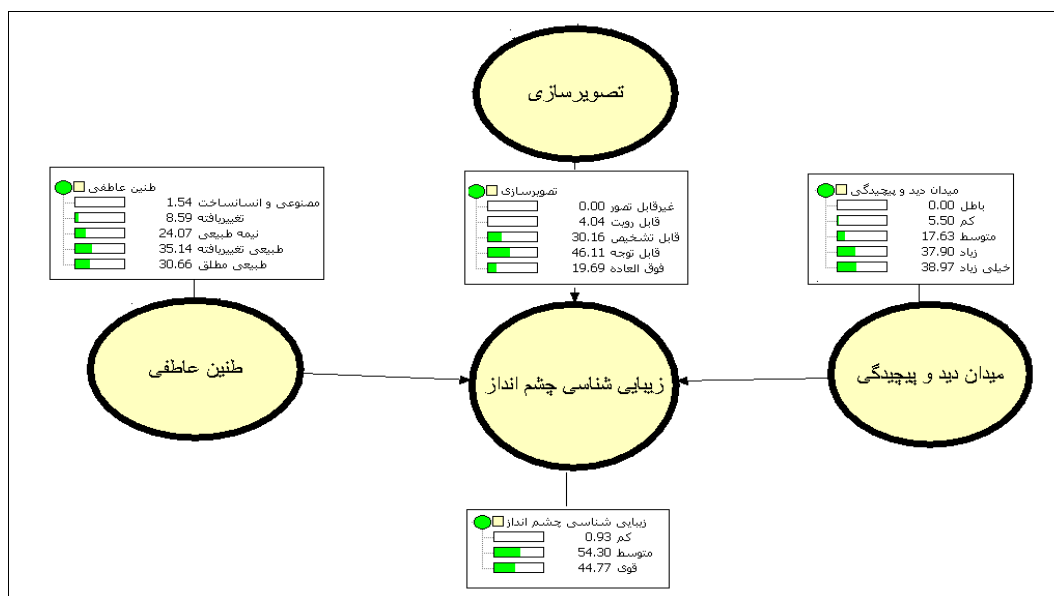 تصویرسازی
طنین عاطفی
مصنوعی و انسانساخت 1.54
تغییریافته 8.59
نیمه طبیعی 24.07
طبیعی تغییریافته 35.14
طبیعی مطلق 30.66
تصویرسازی
غیرقابل تصور 0.00
قابل رویت 4.04
قابل تشخیص 30.16
قابل توجه 46.11
فوق العاده 19.69
میدان دید و پیچیدگی
باطل 0.00
کم 5.50
متوسط 17.63
زیاد 37.90
خیلی زیاد 38.97
طنین عاطفی
زیبایی شناسی چشم انداز
میدان دید و پیچیدگی
زیبایی شناسی چشم انداز
کم 0.93
متوسط 54.30
قوی 44.77